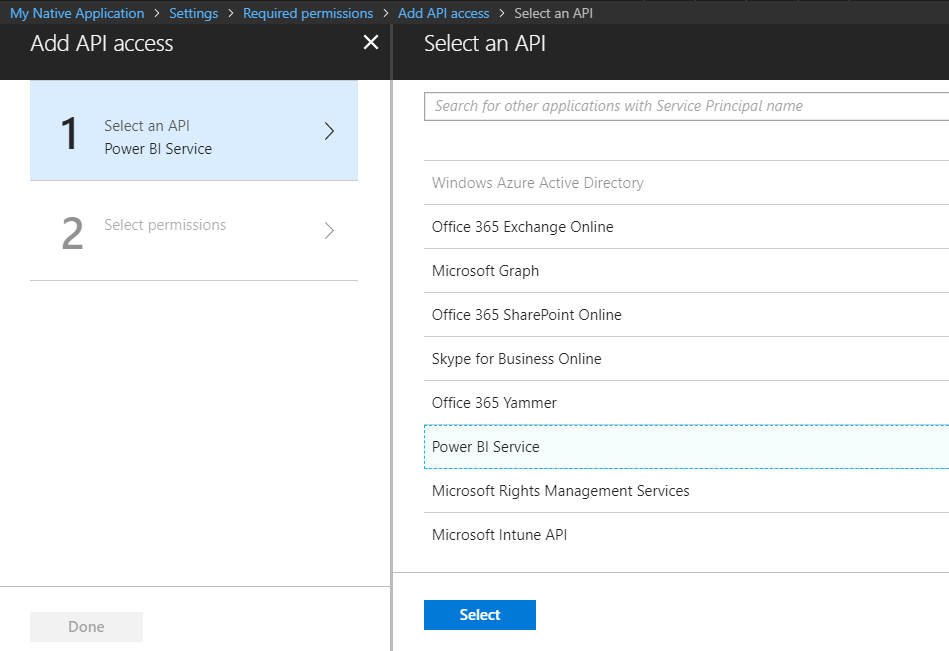 My Native Application > Settings > Required permissions > Add API access > Select an API
Add API access
1
Select an API
Power BI Service
2
Select permissions
Done
Select an API
Search for other applications with Service Principal name
Windows Azure Active Directory
Office 365 Exchange Online
Microsoft Graph
Office 365 SharePoint Online
Skype for Business Online
Office 365 Yammer
Power BI Service
Microsoft Rights Management Services
Microsoft Intune API
Select